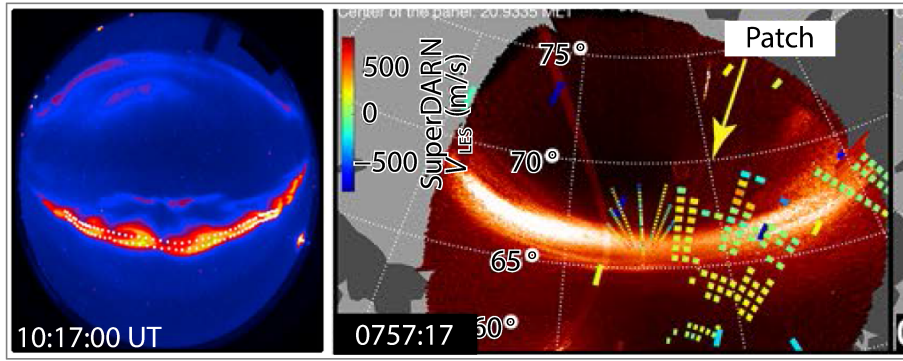 10:17:00 UT
Center of the panel: 20.9335 MLT
500
0
−500
SuperDARN
V LES (m/s)
Patch
75°
70°
65°
60°
0757:17